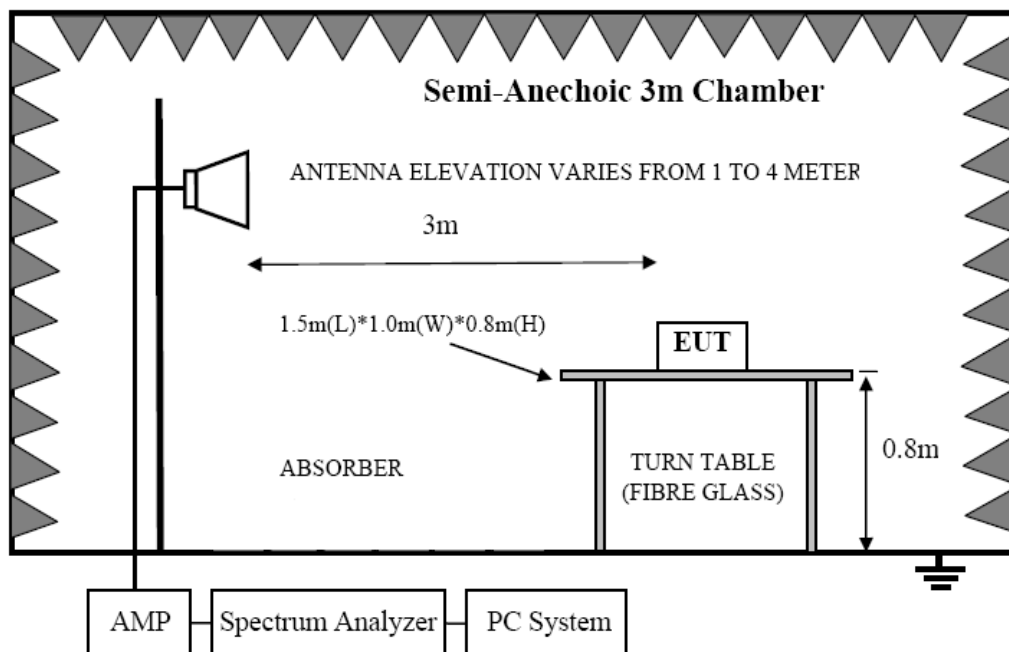 Semi-Anechoic 3m Chamber
ANTENNA ELEVATION VARIES FROM 1 TO 4 METER
3m
1.5m(L)*1.0m(W)*0.8m(H)
EUT
0.8m
ABSORBER
TURN TABLE
(FIBRE GLASS)
AMP
Spectrum Analyzer
PC System